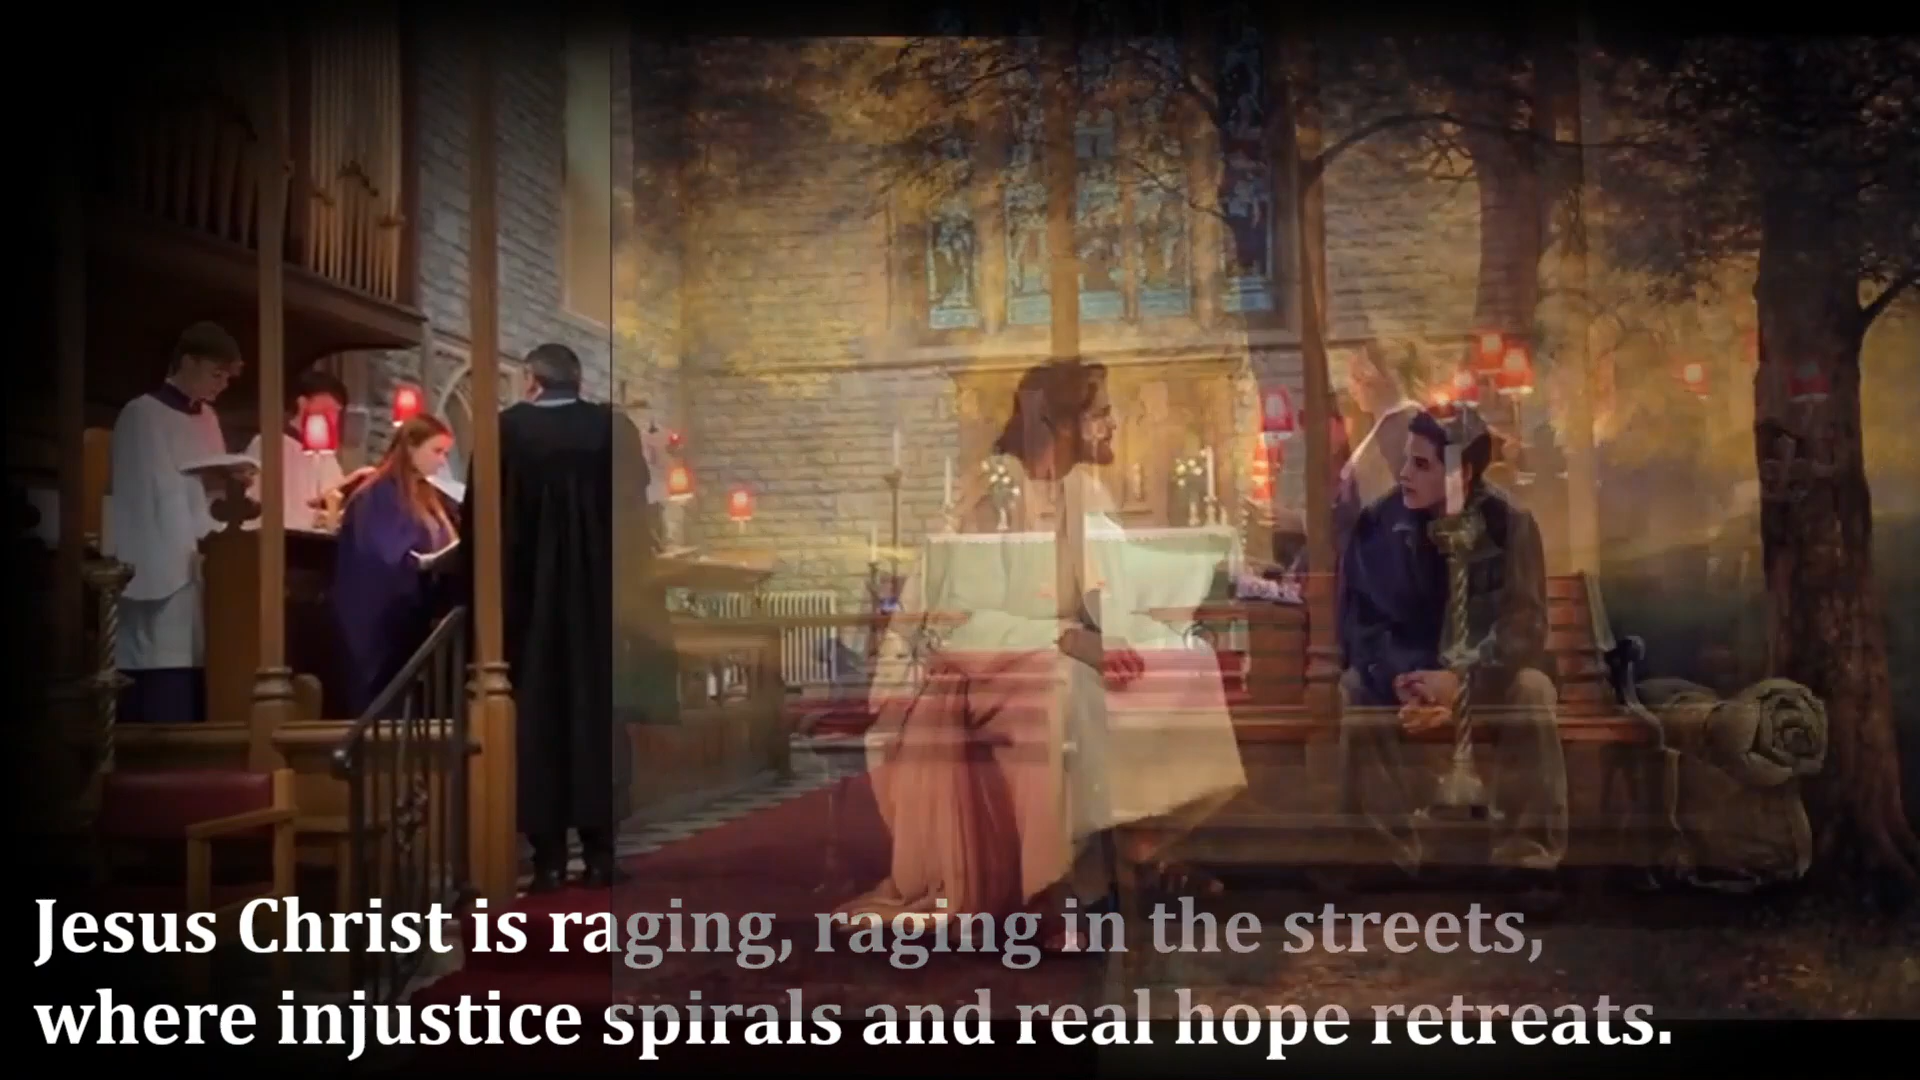 Jesus Christ is raging, raging in the streets,
where injustice spirals and real hope retreats.